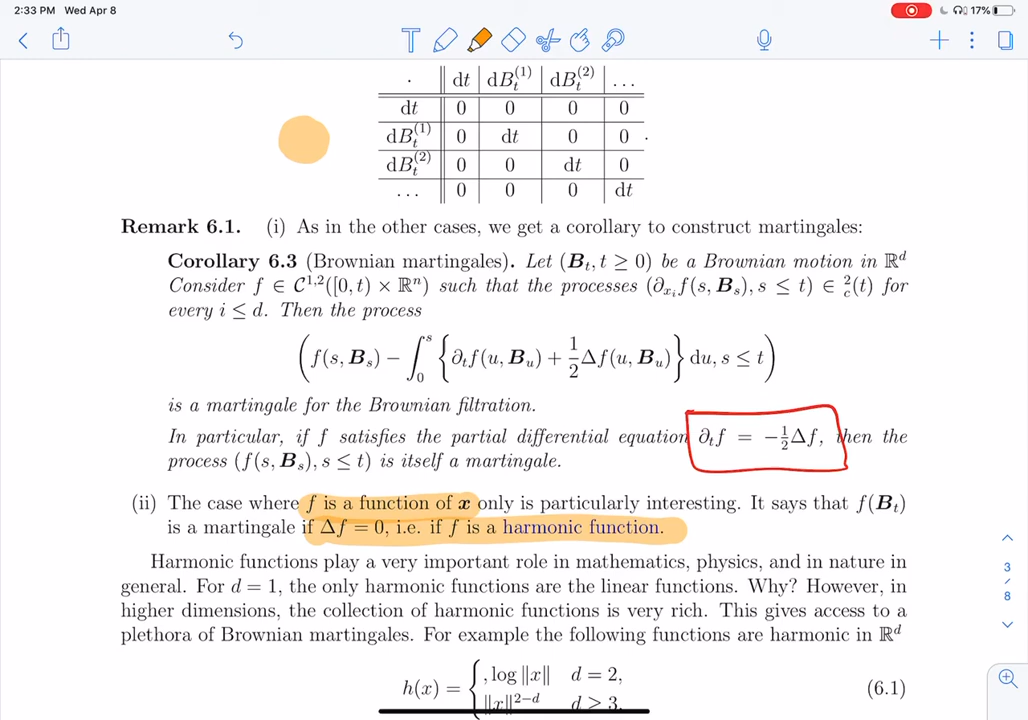 2:33 PM Wed Apr 8
17%
T
· dt dB_t^(1) dB_t^(2) ...
dt 0 0 0 0
dB_t^(1) 0 dt 0 0 .
dB_t^(2) 0 0 dt 0
... 0 0 0 dt
Remark 6.1. (i) As in the other cases, we get a corollary to construct martingales:
Corollary 6.3 (Brownian martingales). Let (B_t, t ≥ 0) be a Brownian motion in ℝ^d
Consider f ∈ C^{1,2}([0, t) × ℝ^n) such that the processes (∂_{x_i} f(s, B_s), s ≤ t) ∈ ^2_c(t) for
every i ≤ d. Then the process
(f(s, B_s) − ∫_0^s {∂_t f(u, B_u) + 1/2 Δf(u, B_u)} du, s ≤ t)
is a martingale for the Brownian filtration.
In particular, if f satisfies the partial differential equation ∂_t f = −1/2 Δf, then the
process (f(s, B_s), s ≤ t) is itself a martingale.
(ii) The case where f is a function of x only is particularly interesting. It says that f(B_t)
is a martingale if Δf = 0, i.e. if f is a harmonic function.
Harmonic functions play a very important role in mathematics, physics, and in nature in
general. For d = 1, the only harmonic functions are the linear functions. Why? However, in
higher dimensions, the collection of harmonic functions is very rich. This gives access to a
plethora of Brownian martingales. For example the following functions are harmonic in ℝ^d
h(x) = { , log ||x|| d = 2,
||x||^{2−d} d ≥ 3. (6.1)
3
/
8